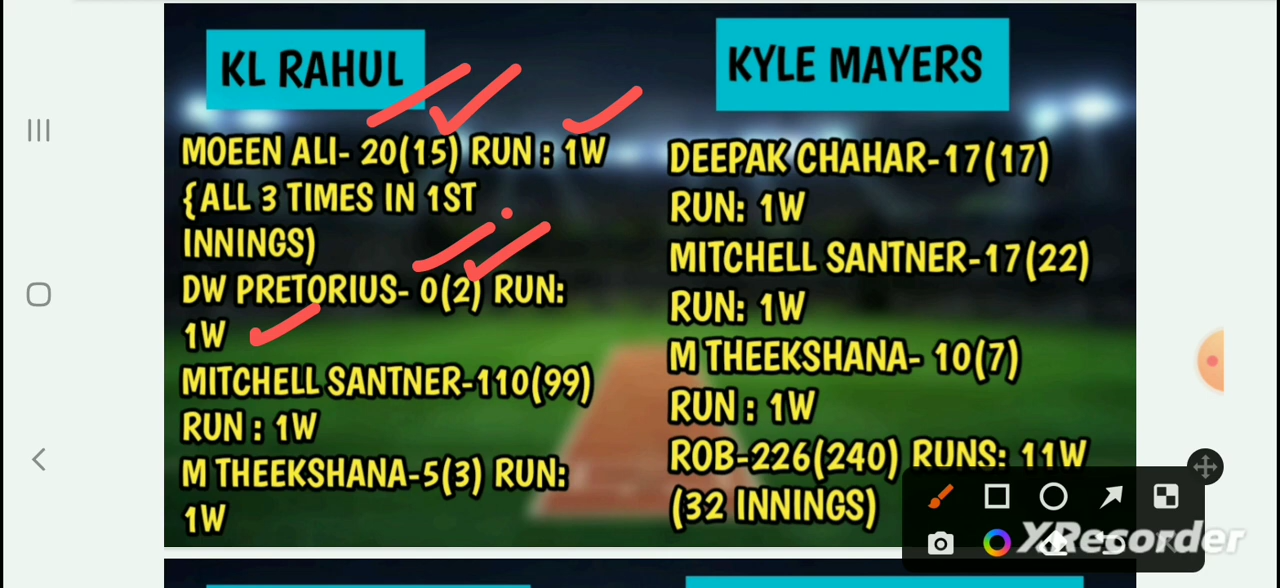 KL RAHUL
MOEEN ALI- 20(15) RUN : 1W
{ALL 3 TIMES IN 1ST
INNINGS)
DW PRETORIUS- 0(2) RUN:
1W
MITCHELL SANTNER-110(99)
RUN : 1W
M THEEKSHANA-5(3) RUN:
1W
KYLE MAYERS
DEEPAK CHAHAR-17(17)
RUN: 1W
MITCHELL SANTNER-17(22)
RUN: 1W
M THEEKSHANA- 10(7)
RUN : 1W
ROB-226(240) RUNS: 11W
(32 INNINGS)
XRecorder